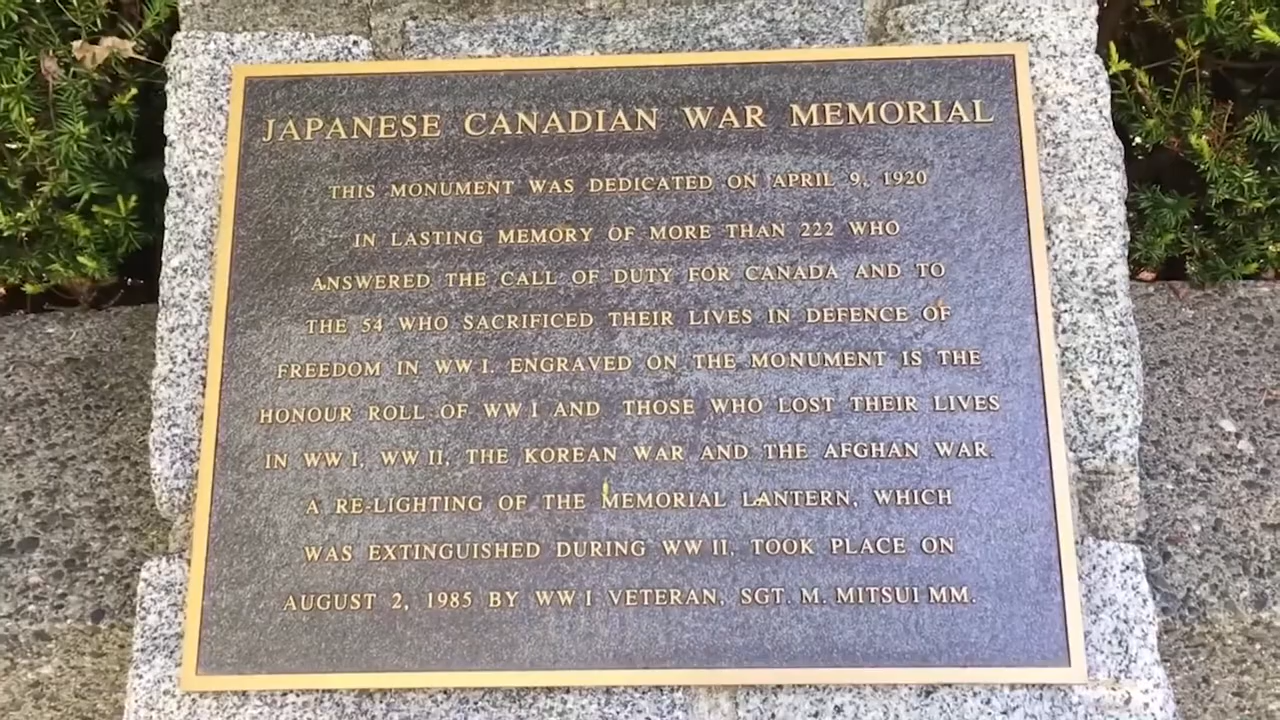 JAPANESE CANADIAN WAR MEMORIAL
THIS MONUMENT WAS DEDICATED ON APRIL 9, 1920
IN LASTING MEMORY OF MORE THAN 222 WHO
ANSWERED THE CALL OF DUTY FOR CANADA AND TO
THE 54 WHO SACRIFICED THEIR LIVES IN DEFENCE OF
FREEDOM IN WW I. ENGRAVED ON THE MONUMENT IS THE
HONOUR ROLL OF WW I AND THOSE WHO LOST THEIR LIVES
IN WW I, WW II, THE KOREAN WAR AND THE AFGHAN WAR.
A RE-LIGHTING OF THE MEMORIAL LANTERN, WHICH
WAS EXTINGUISHED DURING WW II, TOOK PLACE ON
AUGUST 2, 1985 BY WW I VETERAN, SGT. M. MITSUI MM.